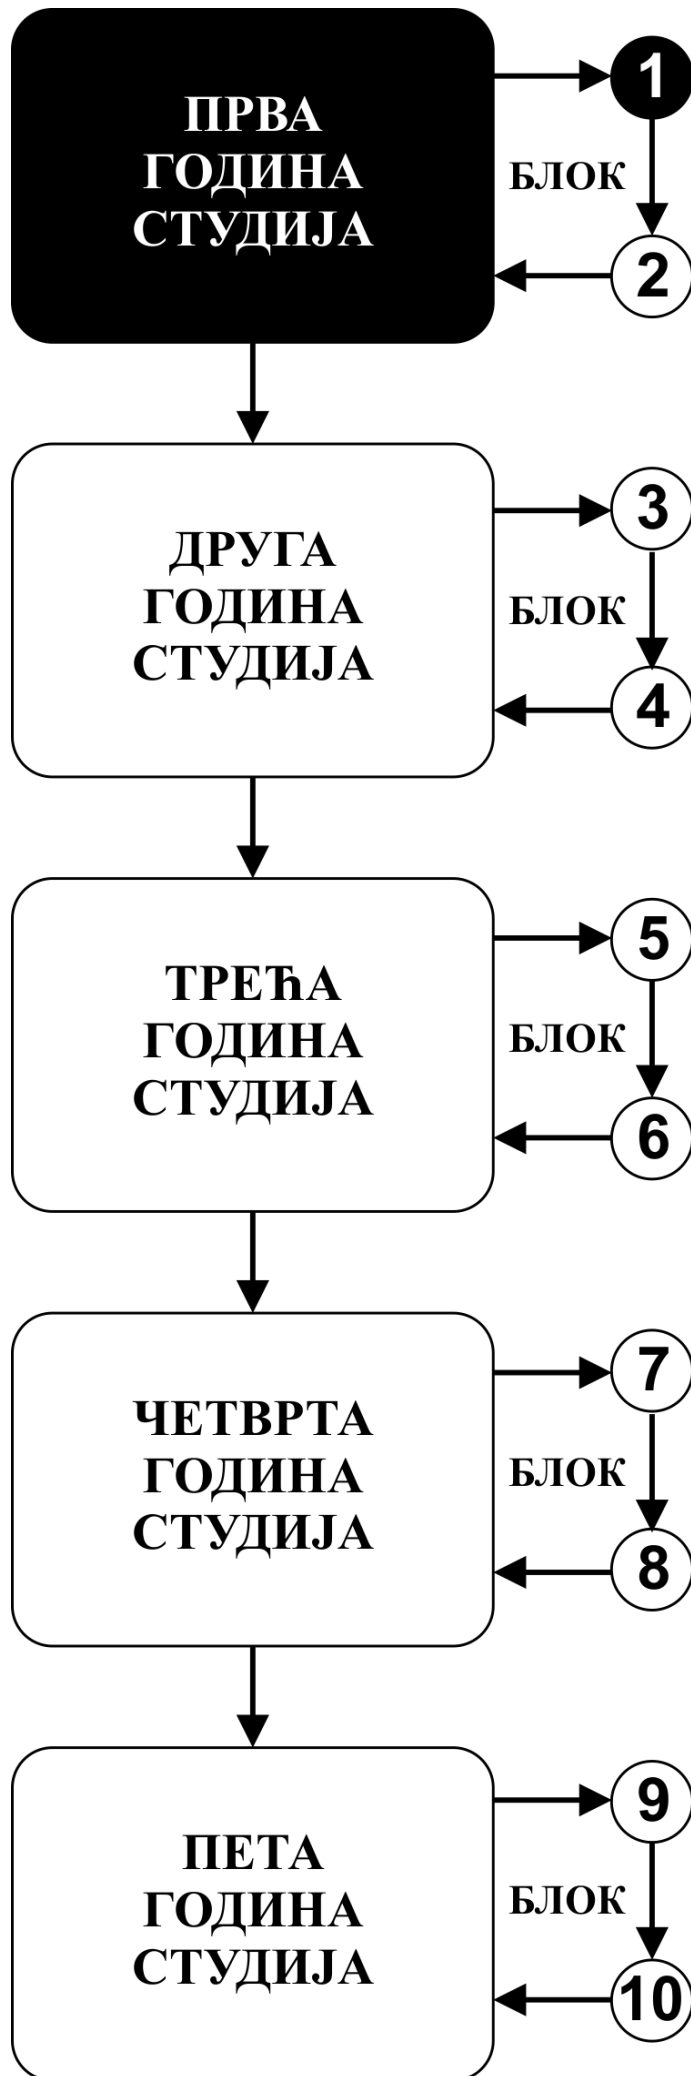 ПРВА
ГОДИНА
СТУДИЈА
1
БЛОК
2
ДРУГА
ГОДИНА
СТУДИЈА
3
БЛОК
4
ТРЕЋА
ГОДИНА
СТУДИЈА
5
БЛОК
6
ЧЕТВРТА
ГОДИНА
СТУДИЈА
7
БЛОК
8
ПЕТА
ГОДИНА
СТУДИЈА
9
БЛОК
10